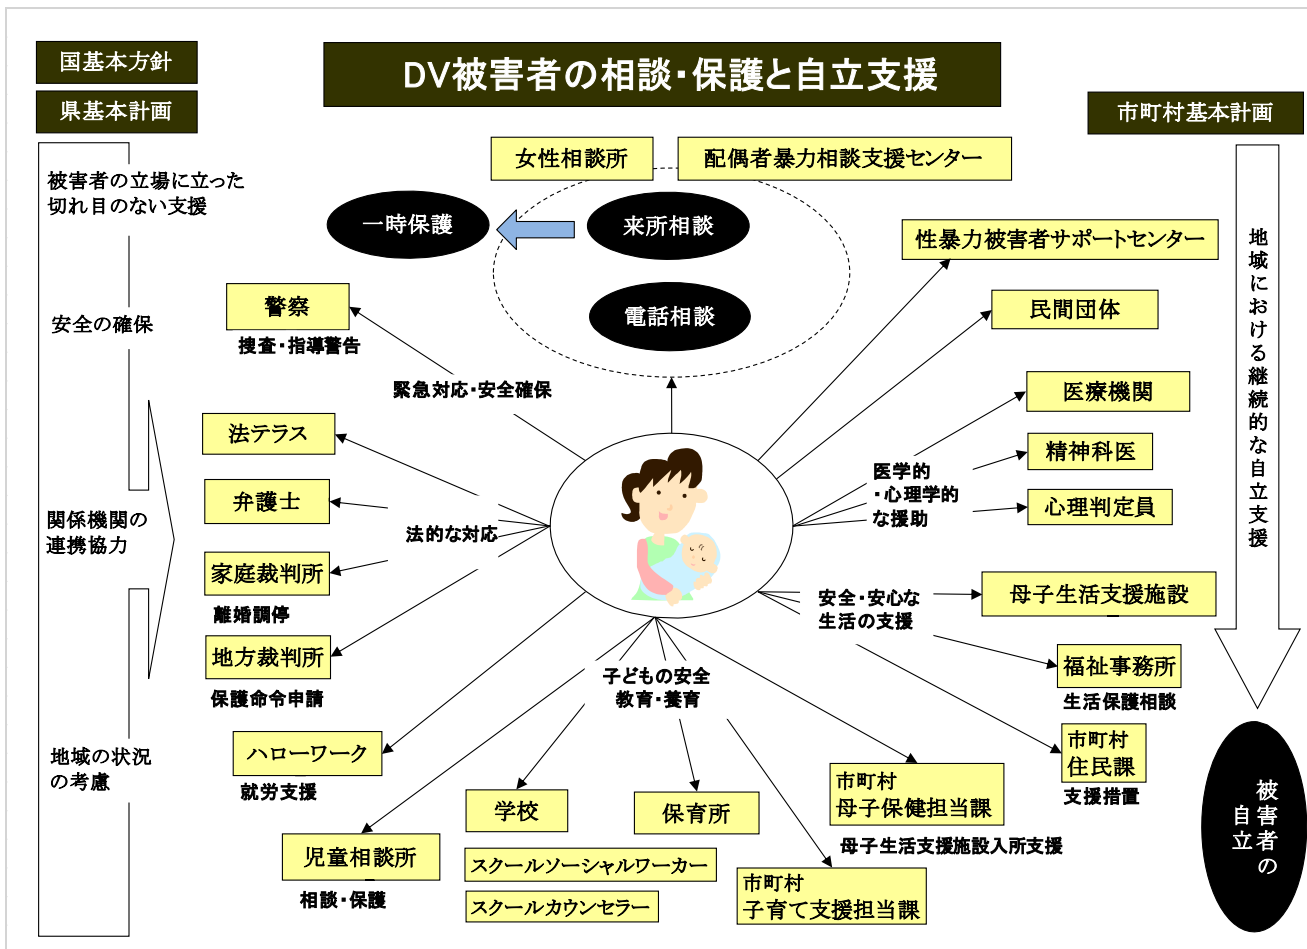 国基本方針
県基本計画
DV被害者の相談・保護と自立支援
市町村基本計画
被害者の立場に立った
切れ目のない支援
安全の確保
関係機関の
連携協力
地域の状況
の考慮
女性相談所
配偶者暴力相談支援センター
一時保護
来所相談
電話相談
性暴力被害者サポートセンター
民間団体
警察
捜査・指導警告
緊急対応・安全確保
医療機関
精神科医
心理判定員
医学的
・心理学的
な援助
法テラス
弁護士
法的な対応
家庭裁判所
離婚調停
地方裁判所
保護命令申請
安全・安心な
生活の支援
母子生活支援施設
福祉事務所
生活保護相談
市町村
住民課
支援措置
子どもの安全
教育・養育
ハローワーク
就労支援
児童相談所
相談・保護
学校
保育所
スクールソーシャルワーカー
スクールカウンセラー
市町村
母子保健担当課
母子生活支援施設入所支援
市町村
子育て支援担当課
地域における継続的な自立支援
被害者の
自立